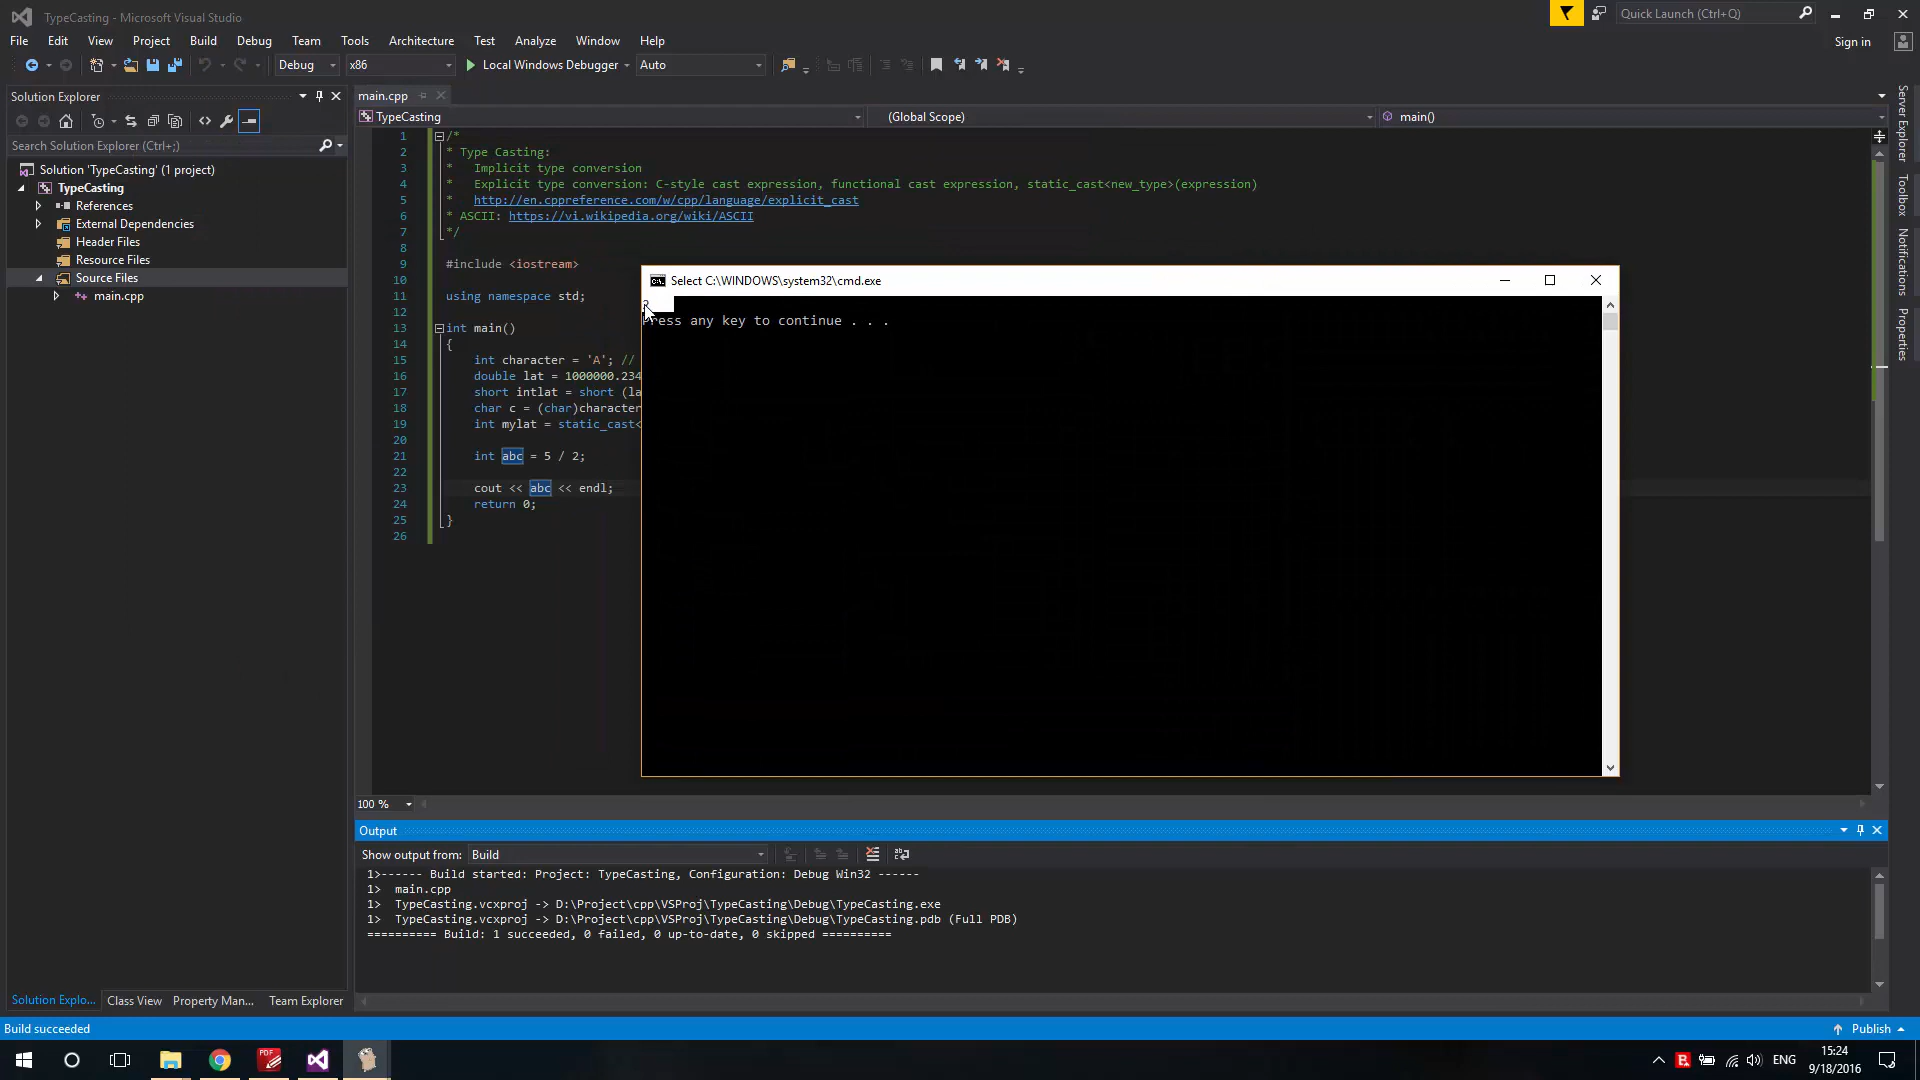 TypeCasting - Microsoft Visual Studio
Quick Launch (Ctrl+Q)
File Edit View Project Build Debug Team Tools Architecture Test Analyze Window Help
Sign in
Debug x86 Local Windows Debugger Auto
Solution Explorer
Search Solution Explorer (Ctrl+;)
Solution 'TypeCasting' (1 project)
TypeCasting
References
External Dependencies
Header Files
Resource Files
Source Files
main.cpp
main.cpp
TypeCasting (Global Scope) main()
1 /*
2 * Type Casting:
3 * Implicit type conversion
4 * Explicit type conversion: C-style cast expression, functional cast expression, static_cast<new_type>(expression)
5 * http://en.cppreference.com/w/cpp/language/explicit_cast
6 * ASCII: https://vi.wikipedia.org/wiki/ASCII
7 */
8
9 #include <iostream>
10
11 using namespace std;
12
13 int main()
14 {
15 int character = 'A'; //
16 double lat = 1000000.234
17 short intlat = short (la
18 char c = (char)character
19 int mylat = static_cast<
20
21 int abc = 5 / 2;
22
23 cout << abc << endl;
24 return 0;
25 }
26
Select C:\WINDOWS\system32\cmd.exe
Press any key to continue . . .
100 %
Output
Show output from: Build
1>------ Build started: Project: TypeCasting, Configuration: Debug Win32 ------
1> main.cpp
1> TypeCasting.vcxproj -> D:\Project\cpp\VSProj\TypeCasting\Debug\TypeCasting.exe
1> TypeCasting.vcxproj -> D:\Project\cpp\VSProj\TypeCasting\Debug\TypeCasting.pdb (Full PDB)
========== Build: 1 succeeded, 0 failed, 0 up-to-date, 0 skipped ==========
Solution Explo... Class View Property Man... Team Explorer
Server Explorer
Toolbox
Notifications
Properties
Build succeeded
Publish
PDF
ENG
15:24
9/18/2016